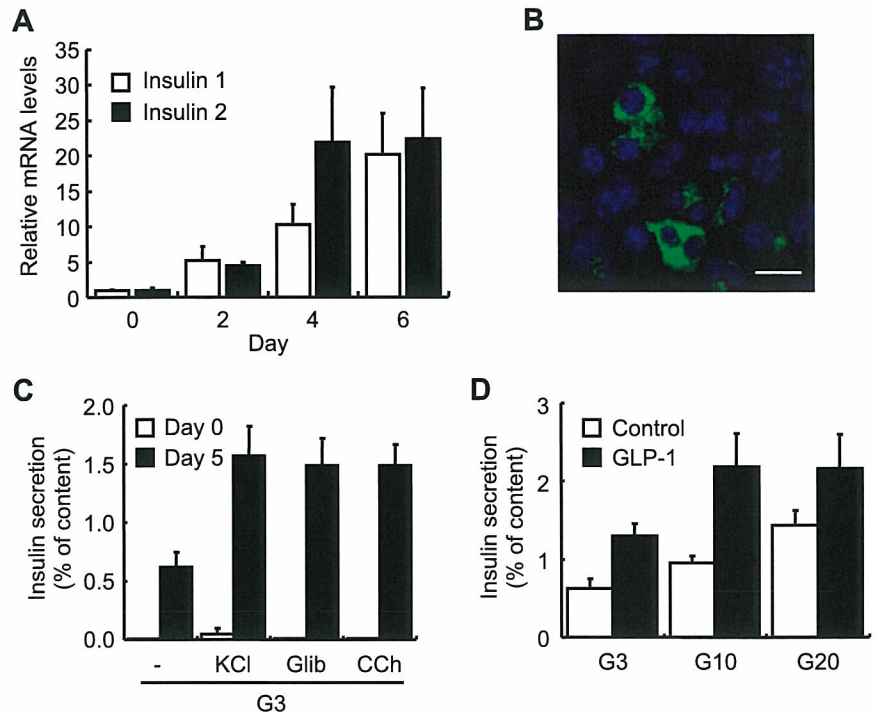 A
35
30
25
20
15
10
5
0
Relative mRNA levels
Insulin 1
Insulin 2
0 2 4 6
Day
B
C
2.0
1.5
1.0
0.5
0.0
Insulin secretion
(% of content)
Day 0
Day 5
- KCl Glib CCh
G3
D
3
2
1
0
Insulin secretion
(% of content)
Control
GLP-1
G3 G10 G20